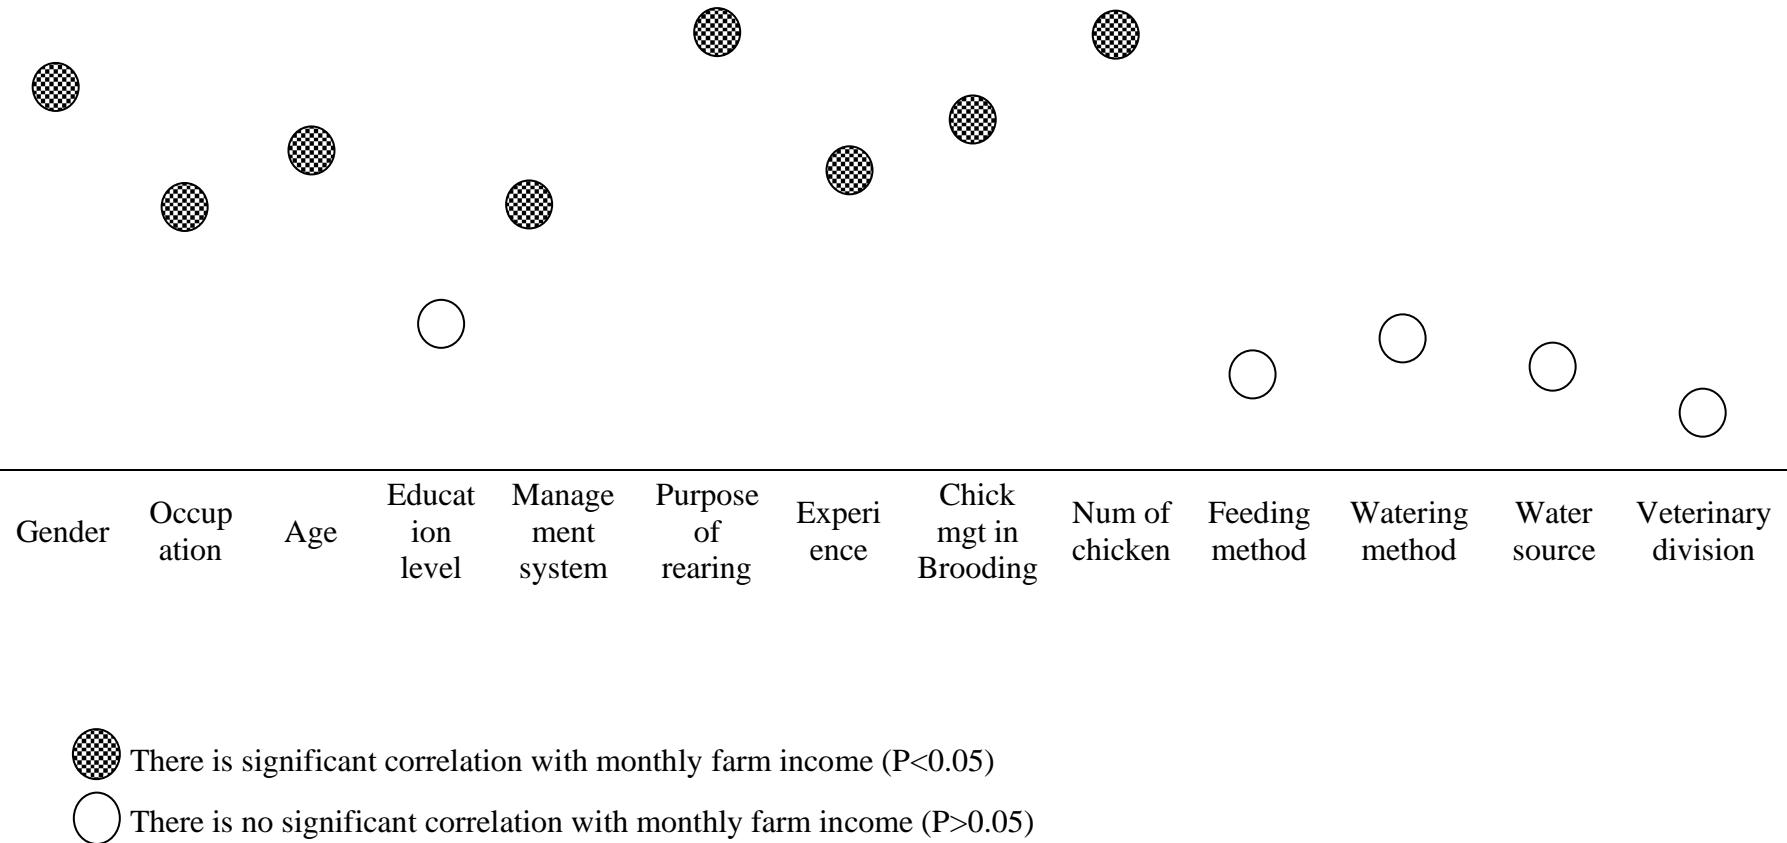 Gender
Occup
ation
Age
Educat
ion
level
Manage
ment
system
Purpose
of
rearing
Experi
ence
Chick
mgt in
Brooding
Num of
chicken
Feeding
method
Watering
method
Water
source
Veterinary
division
There is significant correlation with monthly farm income (P<0.05)
There is no significant correlation with monthly farm income (P>0.05)